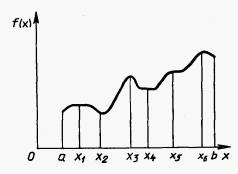 f(x)
0 a x₁ x₂ x₃ x₄ x₅ x₆ b x